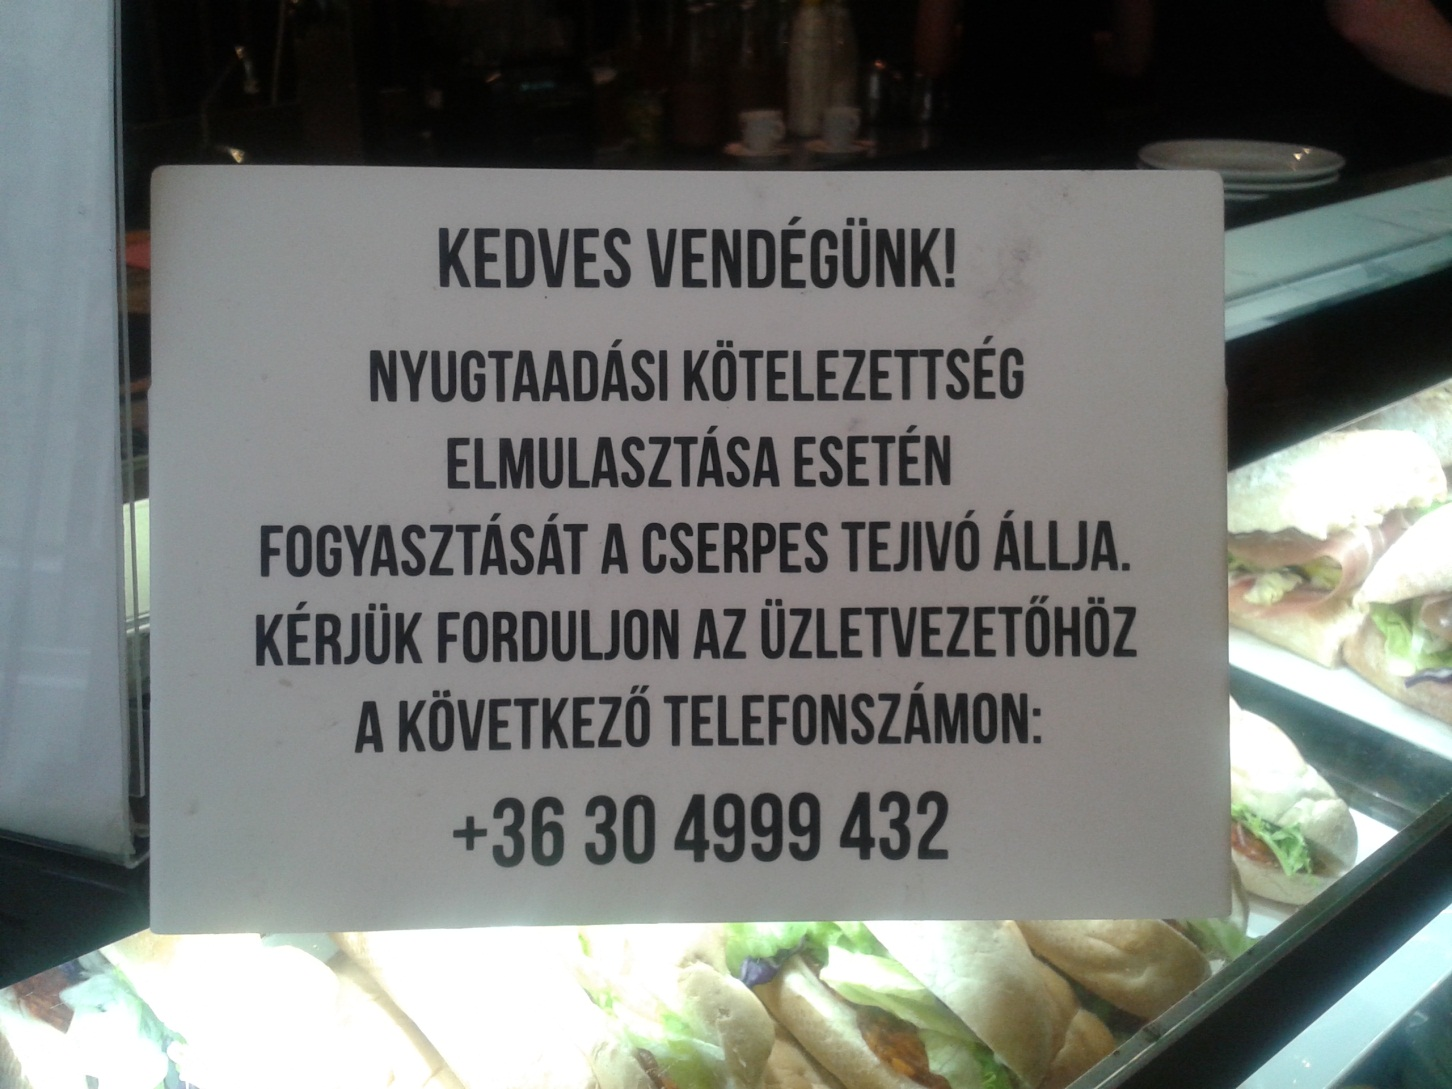 KEDVES VENDÉGÜNK!
NYUGTAADÁSI KÖTELEZETTSÉG
ELMULASZTÁSA ESETÉN
FOGYASZTÁSÁT A CSERPES TEJIVÓ ÁLLJA.
KÉRJÜK FORDULJON AZ ÜZLETVEZETŐHÖZ
A KÖVETKEZŐ TELEFONSZÁMON:
+36 30 4999 432